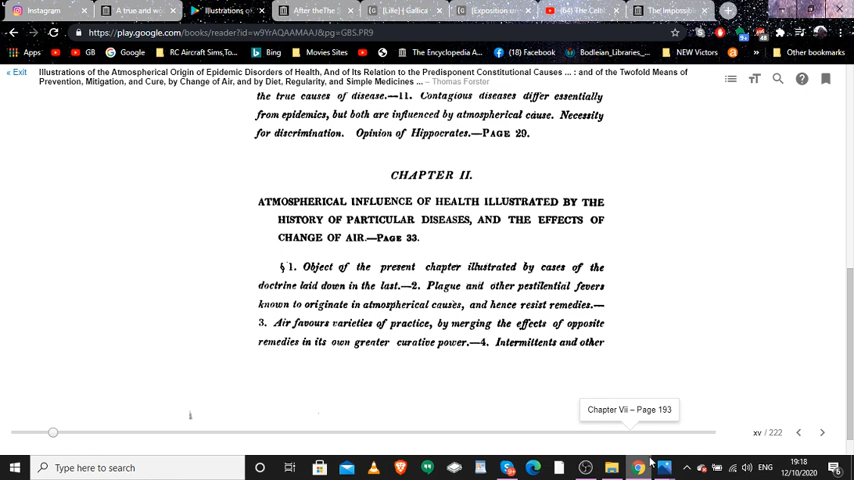 Instagram
A true and wo
Illustrations of
After theThe
[Lille] ( Gallica
(Exposition un
(64) The Celt
The Impossibl
https://play.google.com/books/reader?id=w9YrAQAAMAAJ&pg=GBS.PR9
Apps
YouTube
GB
Google
RC Aircraft Sims,To...
Bing
Movies Sites
The Encyclopedia A...
(18) Facebook
Bodleian_Libraries_...
NEW Victors
Other bookmarks
« Exit
Illustrations of the Atmospherical Origin of Epidemic Disorders of Health, And of Its Relation to the Predisponent Constitutional Causes ... : and of the Twofold Means of
Prevention, Mitigation, and Cure, by Change of Air, and by Diet, Regularity, and Simple Medicines ... – Thomas Forster
the true causes of disease.—11. Contagious diseases differ essentially
from epidemics, but both are influenced by atmospherical cause. Necessity
for discrimination. Opinion of Hippocrates.—PAGE 29.
CHAPTER II.
ATMOSPHERICAL INFLUENCE OF HEALTH ILLUSTRATED BY THE
HISTORY OF PARTICULAR DISEASES, AND THE EFFECTS OF
CHANGE OF AIR.—PAGE 33.
§ 1. Object of the present chapter illustrated by cases of the
doctrine laid down in the last.—2. Plague and other pestilential fevers
known to originate in atmospherical causes, and hence resist remedies.—
3. Air favours varieties of practice, by merging the effects of opposite
remedies in its own greater curative power.—4. Intermittents and other
Chapter Vii – Page 193
xv / 222
Type here to search
ENG
19:18
12/10/2020